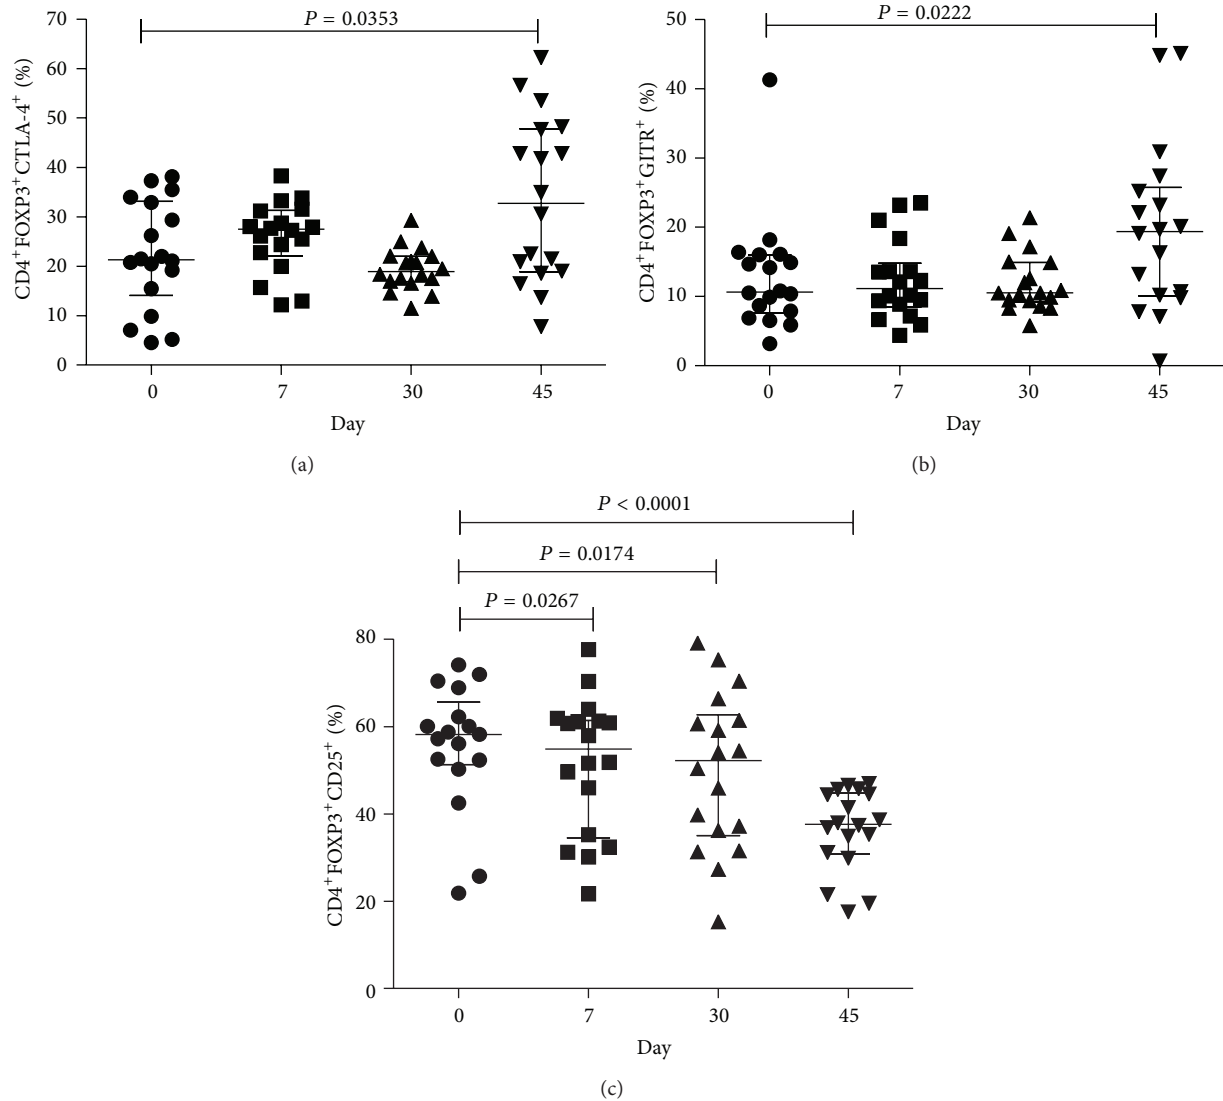 P = 0.0353
CD4+FOXP3+CTLA-4+ (%)
70
60
50
40
30
20
10
0
0 7 30 45
Day
(a)
P = 0.0222
CD4+FOXP3+GITR+ (%)
50
40
30
20
10
0
0 7 30 45
Day
(b)
P < 0.0001
P = 0.0174
P = 0.0267
CD4+FOXP3+CD25+ (%)
80
60
40
20
0
0 7 30 45
Day
(c)